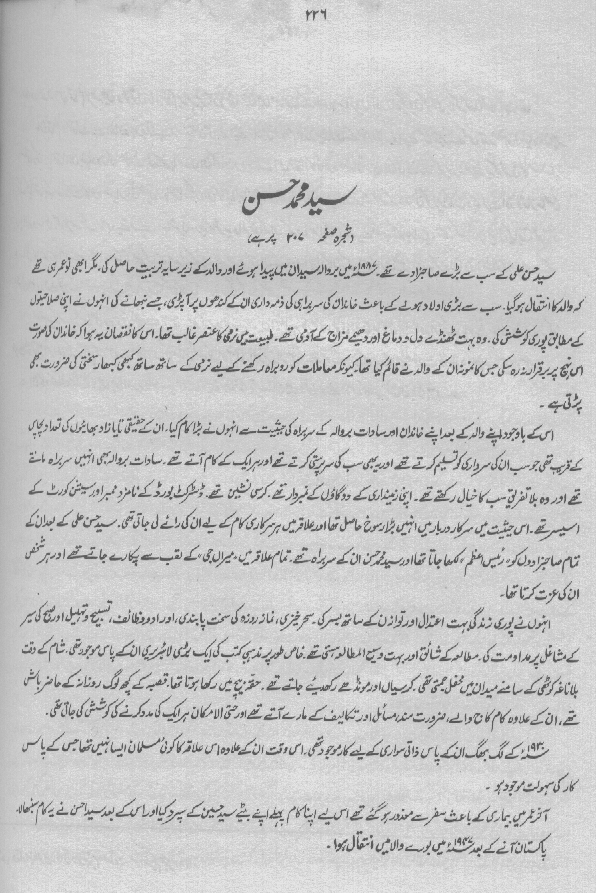 ۲۲۶
سید محمد حسن
(شجرہ صفحہ ۲۰۷ پر ہے)
سید حسن علی کے سب سے بڑے صاحبزادے تھے۔ ۱۸۸۷ء میں بروالہ سیدان میں پیدا ہوئے اور والد کے زیر سایہ تربیت حاصل کی، مگر ابھی نوعمری تھے
کہ والد کا انتقال ہوگیا۔ سب سے بڑی اولاد ہونے کے باعث خاندان کی سربراہی کی ذمہ داری ان کے کندھوں پر آپڑی، جسے نبھانے کی انہوں نے اپنی صلاحیتوں
کے مطابق پوری کوشش کی۔ وہ بہت ٹھنڈے دل و دماغ اور دھیمے مزاج کے آدمی تھے۔ طبیعت میں نرمی کا عنصر غالب تھا۔ اس کا نقصان یہ ہوا کہ خاندان کی صورت
اس نہج پر برقرار نہ رہ سکی جس کا نمونہ ان کے والد نے قائم کیا تھا۔ کیونکہ معاملات کو روبراہ رکھنے کے لیے نرمی کے ساتھ ساتھ کبھی کبھار سختی کی ضرورت بھی
پڑتی ہے۔
اس کے باوجود اپنے والد کے بعد اپنے خاندان اور سادات بروالہ کے سربراہ کی حیثیت سے انہوں نے بڑا کام کیا۔ ان کے حقیقی تایازاد بھائیوں کی تعداد پچاس
کے قریب تھی جو سب ان کی سرداری کو تسلیم کرتے تھے اور یہ بھی سب کی سرپرستی کرتے تھے اور ہر ایک کے کام آتے تھے۔ سادات بروالہ بھی انہیں سربراہ مانتے
تھے اور وہ بلا تفریق سب کا خیال رکھتے تھے۔ اپنی زمینداری کے دو گاؤں کے نمبردار تھے۔ کرسی نشین تھے۔ ڈسٹرکٹ بورڈ کے نامزد ممبر اور سیشن کورٹ کے
اسیسر تھے۔ اس حیثیت میں سرکار دربار میں انہیں بڑا رسوخ حاصل تھا اور علاقہ میں ہر سرکاری کام کے لیے ان کی رائے لی جاتی تھی۔ سید حسن علی کے بعد ان کے
تمام صاحبزادوں کو "رئیس اعظم" لکھا جاتا تھا اور سید محمد حسن ان کے سربراہ تھے۔ تمام علاقہ میں "میراں جی" کے لقب سے پکارے جاتے تھے اور ہر شخص
ان کی عزت کرتا تھا۔
انہوں نے پوری زندگی بہت اعتدال اور توازن کے ساتھ بسر کی۔ سحر خیزی، نماز روزہ کی سخت پابندی، اور ادو وظائف، تسبیح و تہلیل اور صبح کی سیر
کے مشاغل پر مداومت کی۔ مطالعہ کے شائق اور بہت وسیع المطالعہ ہستی تھے۔ خاص طور پر مذہبی کتب کی ایک بڑی لائبریری ان کے پاس موجود تھی۔ شام کے وقت
بلاناغہ کوٹھی کے سامنے میدان میں محفل جمتی تھی۔ کرسیاں اور مونڈھے رکھ دیے جاتے تھے۔ حقہ بیچ میں رکھا ہوتا تھا۔ قصبہ کے کچھ لوگ روزانہ کے حاضر باش
تھے، ان کے علاوہ کام کاج والے، ضرورت مند، مسائل اور تکالیف کے مارے آتے تھے اور حتی الامکان ہر ایک کی مدد کرنے کی کوشش کی جاتی تھی۔
۱۹۲۰ء کے لگ بھگ ان کے پاس ذاتی سواری کے لیے کار موجود تھی۔ اس وقت ان کے علاوہ اس علاقہ کا کوئی مسلمان ایسا نہیں تھا جس کے پاس
کار کی سہولت موجود ہو۔
آخر عمر میں بیماری کے باعث سفر سے معذور ہوگئے تھے اس لیے اپنا کام پہلے اپنے بیٹے سید حسین کے سپرد کیا اور اس کے بعد سید احسن نے یہ کام سنبھالا۔
پاکستان آنے کے بعد ۱۹۴۷ء میں بورے والا میں انتقال ہوا۔